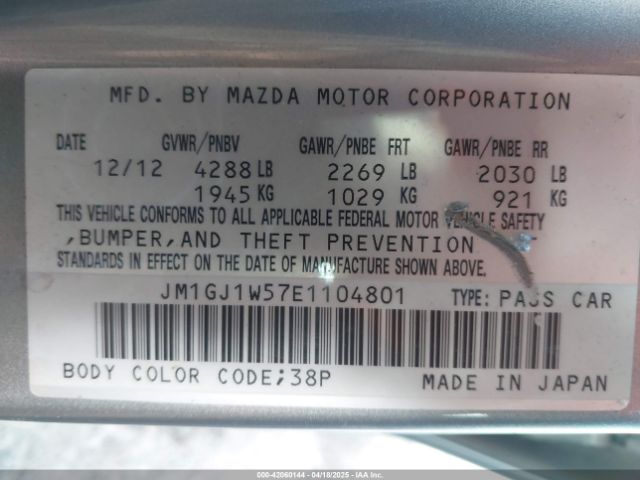 MFD. BY MAZDA MOTOR CORPORATION
DATE GVWR/PNBV GAWR/PNBE FRT GAWR/PNBE RR
12/12 4288 LB 2269 LB 2030 LB
1945 KG 1029 KG 921 KG
THIS VEHICLE CONFORMS TO ALL APPLICABLE FEDERAL MOTOR VEHICLE SAFETY
,BUMPER,AND THEFT PREVENTION
STANDARDS IN EFFECT ON THE DATE OF MANUFACTURE SHOWN ABOVE.
JM1GJ1W57E1104801 TYPE: PASS CAR
BODY COLOR CODE;38P MADE IN JAPAN
000-42060144 - 04/18/2025 - IAAI